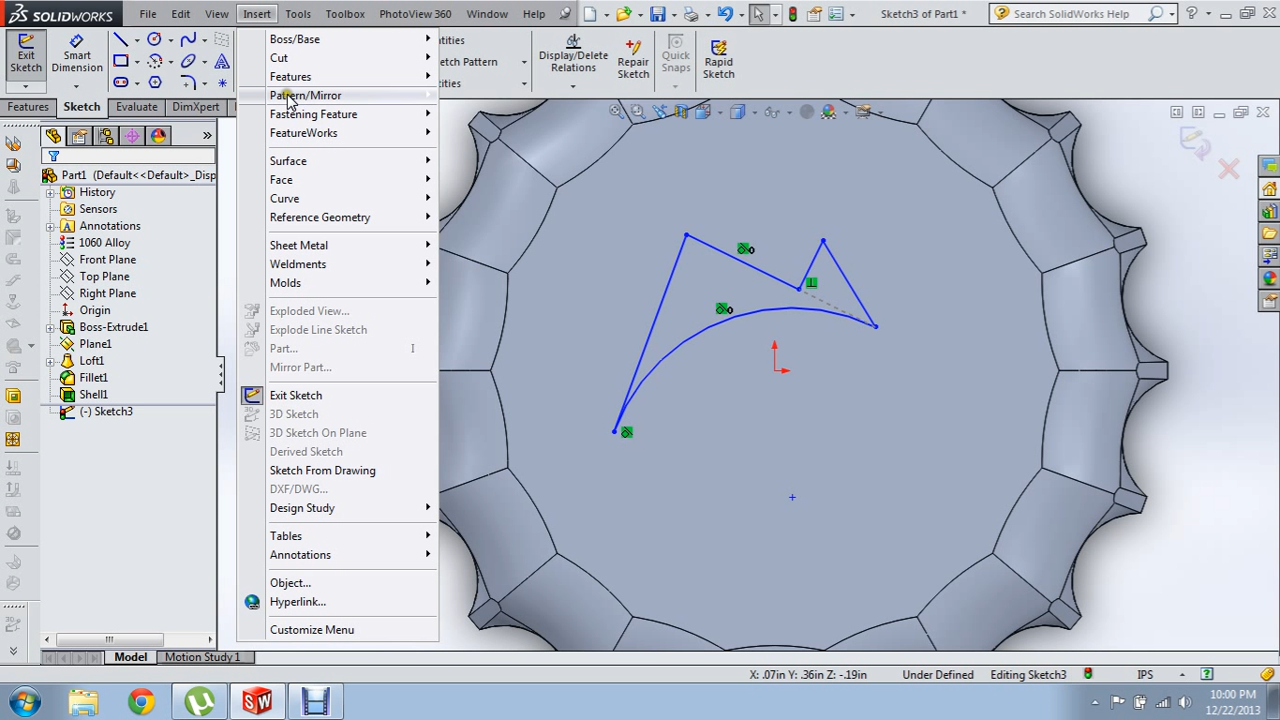 SOLIDWORKS
File Edit View Insert Tools Toolbox PhotoView 360 Window Help
Sketch3 of Part1 *
Search SolidWorks Help
Exit Sketch
Smart Dimension
Display/Delete Relations
Repair Sketch
Quick Snaps
Rapid Sketch
Features Sketch Evaluate DimXpert
Boss/Base
Cut
Features
Pattern/Mirror
Fastening Feature
FeatureWorks
Surface
Face
Curve
Reference Geometry
Sheet Metal
Weldments
Molds
Exploded View...
Explode Line Sketch
Part... I
Mirror Part...
Exit Sketch
3D Sketch
3D Sketch On Plane
Derived Sketch
Sketch From Drawing
DXF/DWG...
Design Study
Tables
Annotations
Object...
Hyperlink...
Customize Menu
Part1 (Default<<Default>_Disp
History
Sensors
Annotations
1060 Alloy
Front Plane
Top Plane
Right Plane
Origin
Boss-Extrude1
Plane1
Loft1
Fillet1
Shell1
(-) Sketch3
Model Motion Study 1
X: .07in Y: .36in Z: -.19in Under Defined Editing Sketch3 IPS
10:00 PM
12/22/2013